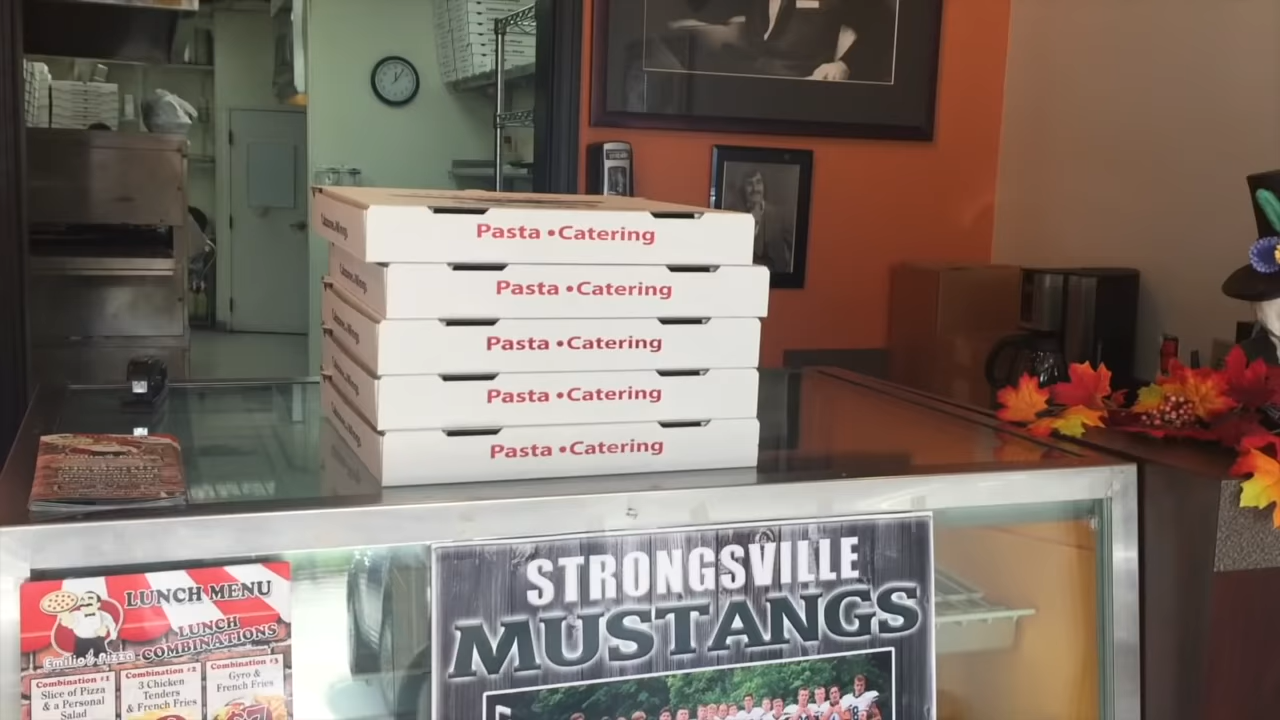 Pasta •Catering
Pasta •Catering
Pasta •Catering
Pasta •Catering
Pasta •Catering
STRONGSVILLE
MUSTANGS
LUNCH MENU
LUNCH
COMBINATIONS
Emilio's Pizza
Combination #1
Slice of Pizza
& a Personal
Salad
Combination #2
3 Chicken
Tenders
& French Fries
Combination #3
Gyro &
French Fries
$7